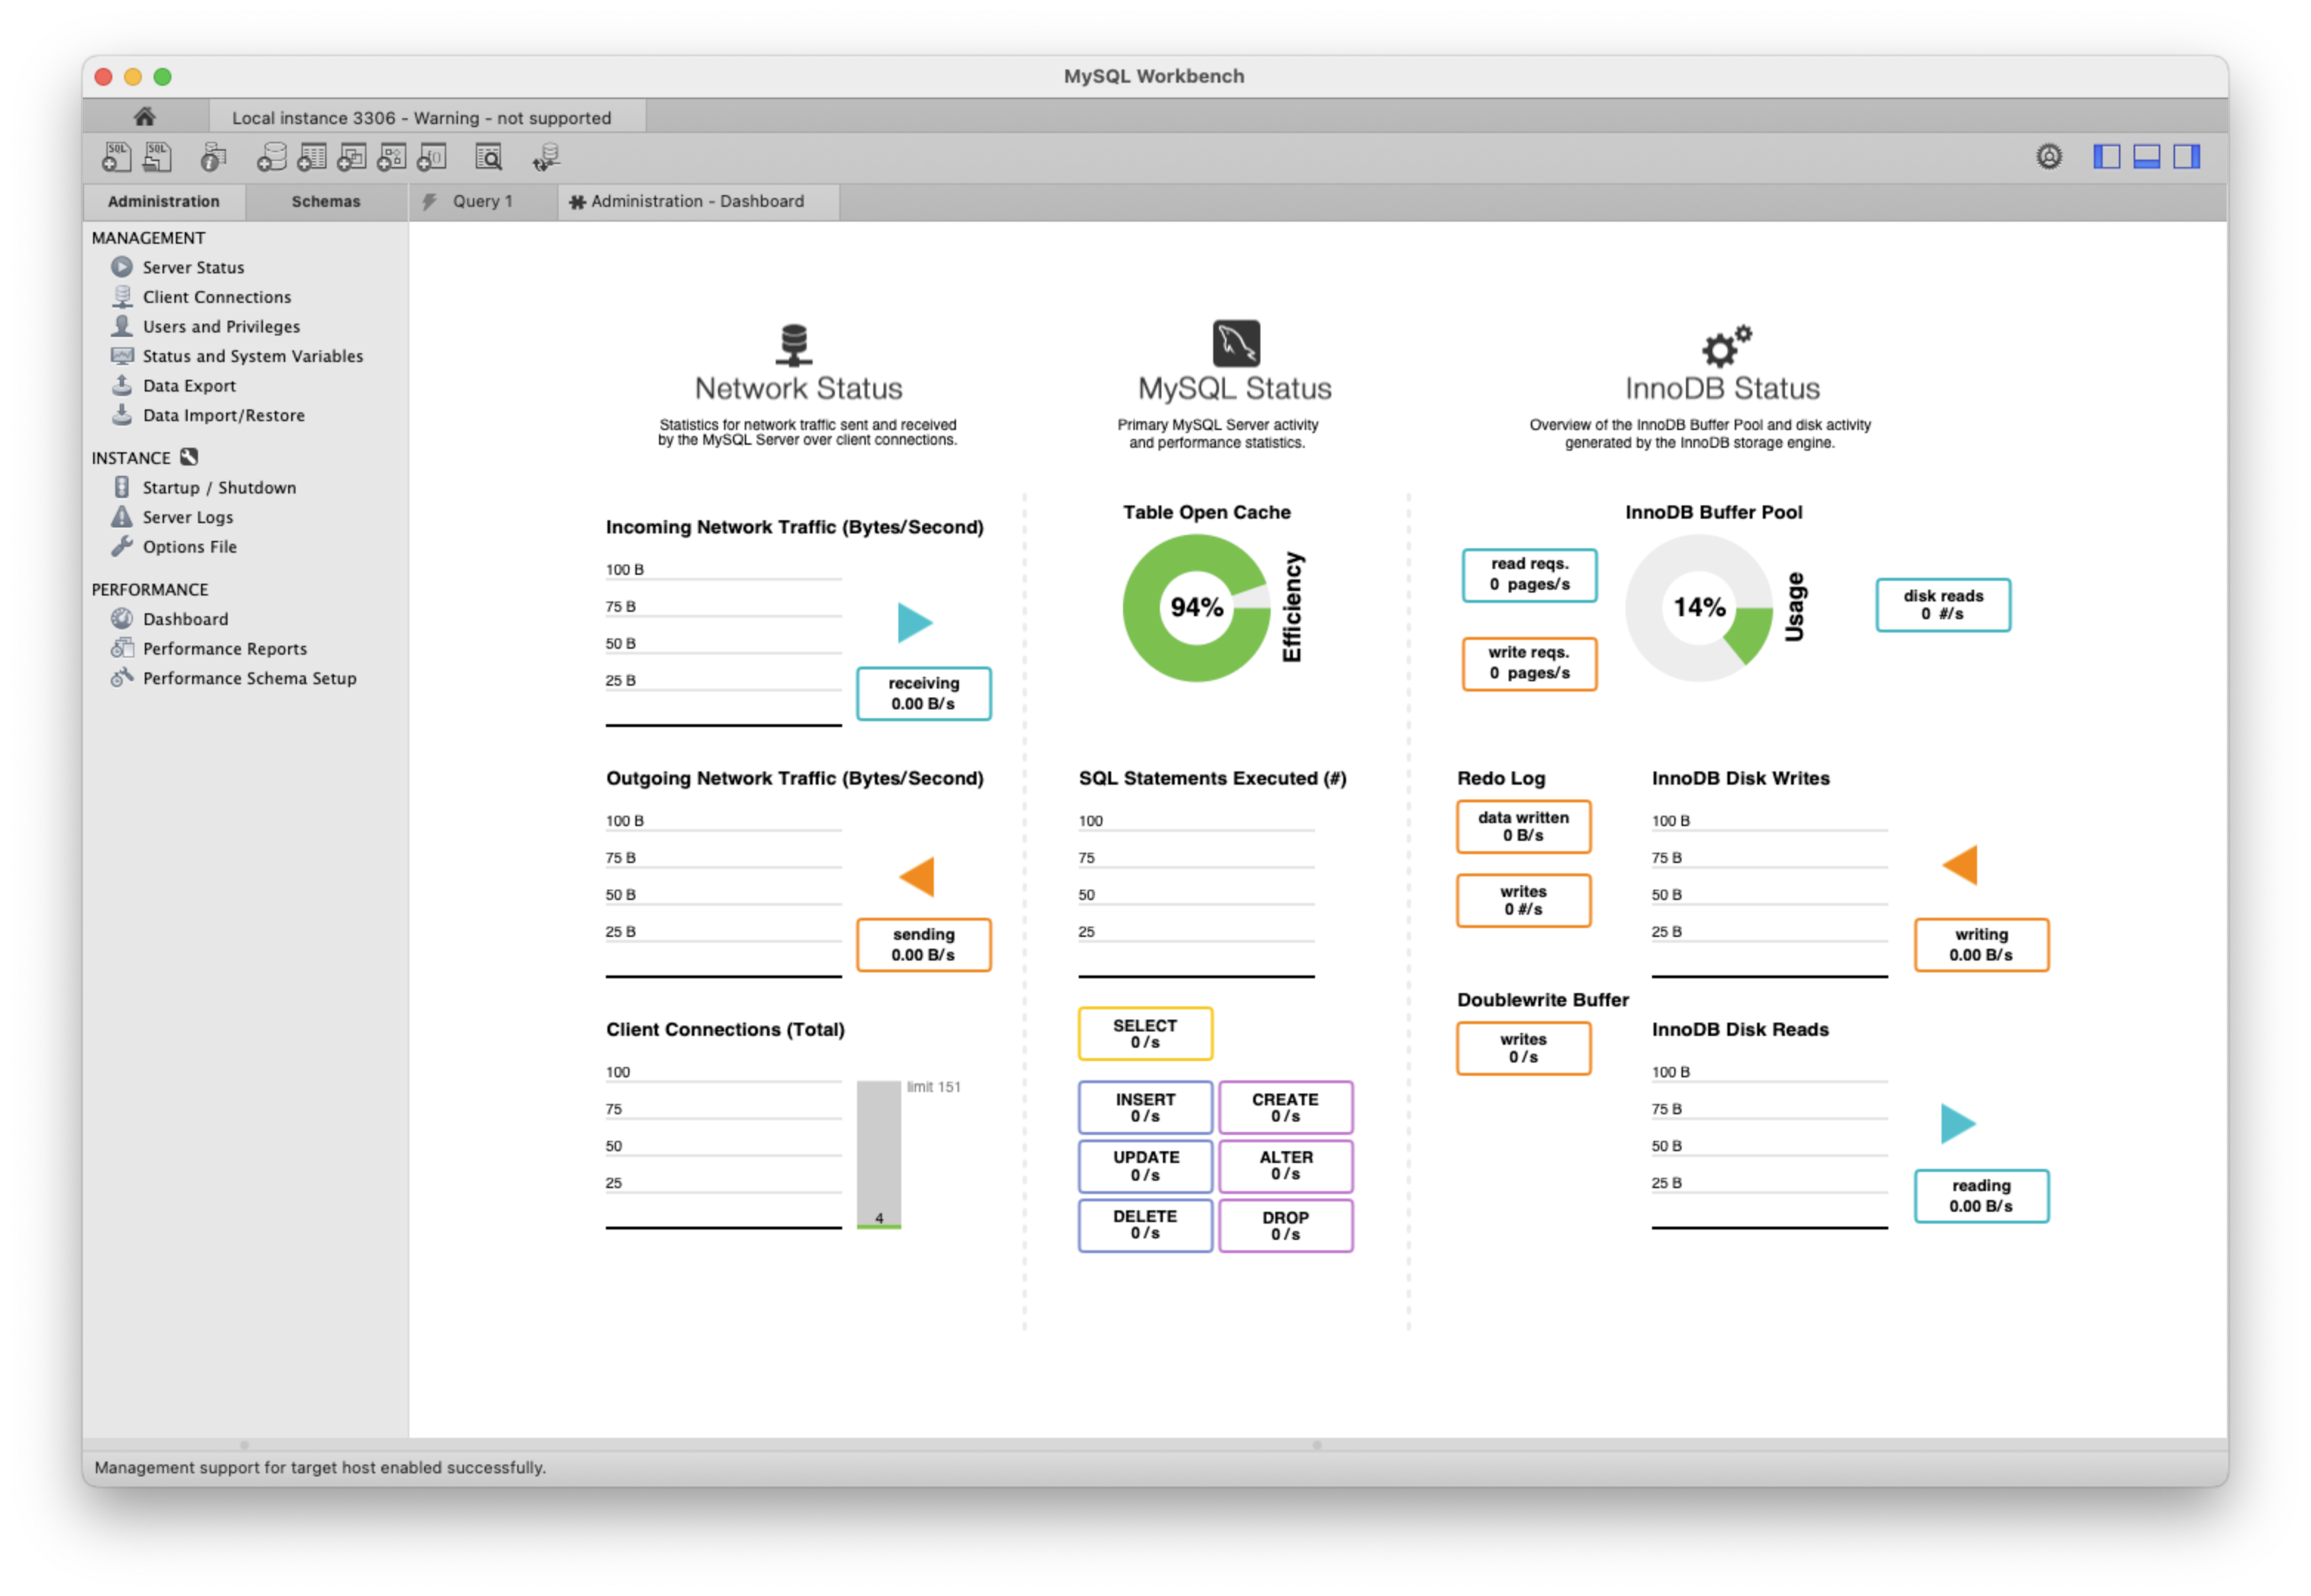 MySQL Workbench
Local instance 3306 - Warning - not supported
SQL
SQL
Administration
Schemas
Query 1
Administration - Dashboard
MANAGEMENT
Server Status
Client Connections
Users and Privileges
Status and System Variables
Data Export
Data Import/Restore
INSTANCE
Startup / Shutdown
Server Logs
Options File
PERFORMANCE
Dashboard
Performance Reports
Performance Schema Setup
Network Status
Statistics for network traffic sent and received
by the MySQL Server over client connections.
Incoming Network Traffic (Bytes/Second)
100 B
75 B
50 B
25 B
receiving
0.00 B/s
Outgoing Network Traffic (Bytes/Second)
100 B
75 B
50 B
25 B
sending
0.00 B/s
Client Connections (Total)
100
75
50
25
limit 151
4
MySQL Status
Primary MySQL Server activity
and performance statistics.
Table Open Cache
94%
Efficiency
SQL Statements Executed (#)
100
75
50
25
SELECT
0 /s
INSERT
0 /s
CREATE
0 /s
UPDATE
0 /s
ALTER
0 /s
DELETE
0 /s
DROP
0 /s
InnoDB Status
Overview of the InnoDB Buffer Pool and disk activity
generated by the InnoDB storage engine.
InnoDB Buffer Pool
read reqs.
0 pages/s
write reqs.
0 pages/s
14%
Usage
disk reads
0 #/s
Redo Log
data written
0 B/s
writes
0 #/s
Doublewrite Buffer
writes
0 /s
InnoDB Disk Writes
100 B
75 B
50 B
25 B
writing
0.00 B/s
InnoDB Disk Reads
100 B
75 B
50 B
25 B
reading
0.00 B/s
Management support for target host enabled successfully.